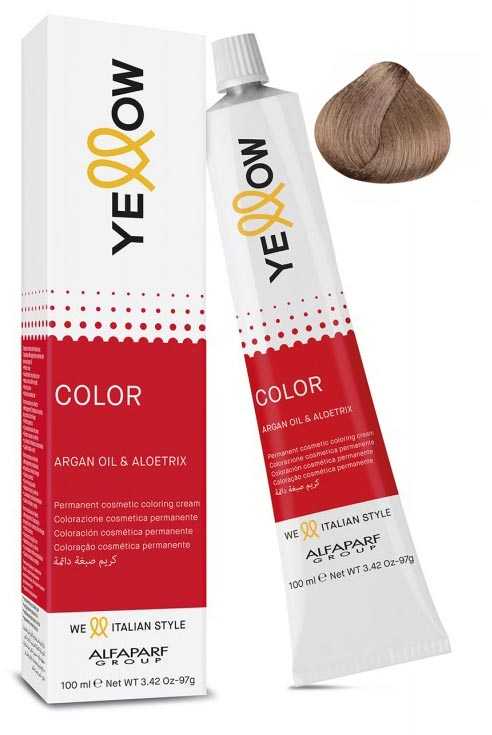 YELLOW
COLOR
ARGAN OIL & ALOETRIX
Permanent cosmetic coloring cream
Colorazione cosmetica permanente
Coloración cosmética permanente
Coloração cosmética permanente
كريم صبغة دائمة
WE ll ITALIAN STYLE
ALFAPARF
GROUP
100 ml ℮ Net WT 3.42 Oz-97g
YELLOW
COLOR
ARGAN OIL & ALOETRIX
Permanent cosmetic coloring cream
Colorazione cosmetica permanente
Coloración cosmética permanente
Coloração cosmética permanente
كريم صبغة دائمة
WE ll ITALIAN STYLE
ALFAPARF
GROUP
100 ml ℮ Net WT 3.42 Oz-97g